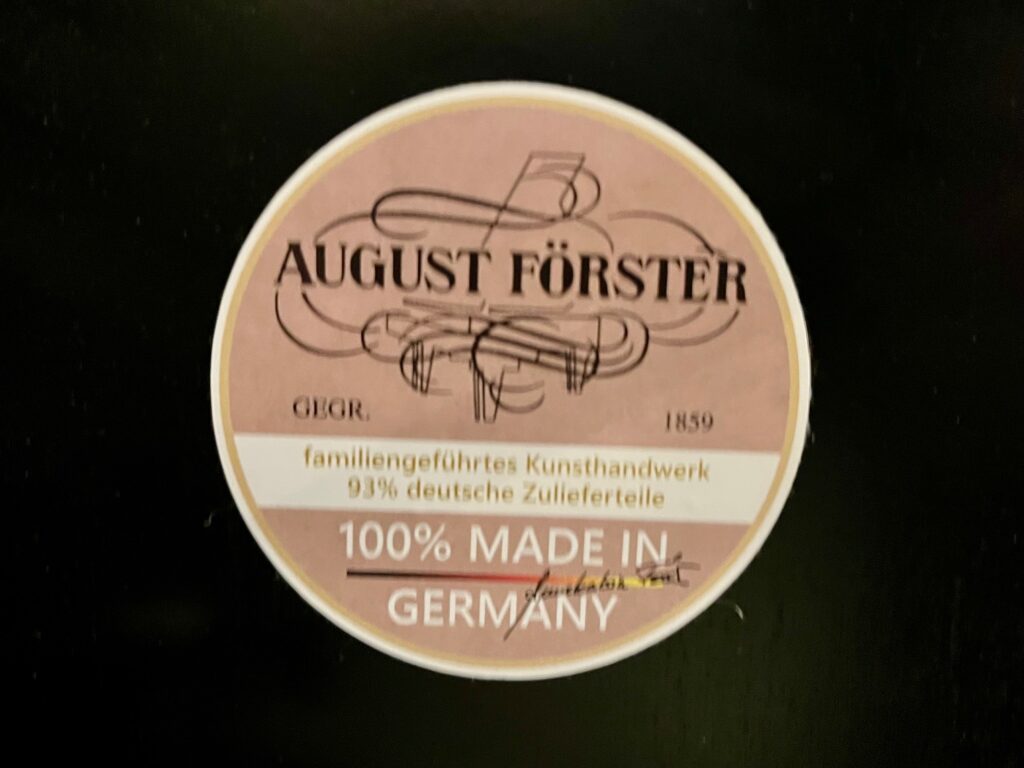 AUGUST FÖRSTER
GEGR. 1859
familiengeführtes Kunsthandwerk
93% deutsche Zulieferteile
100% MADE IN
GERMANY